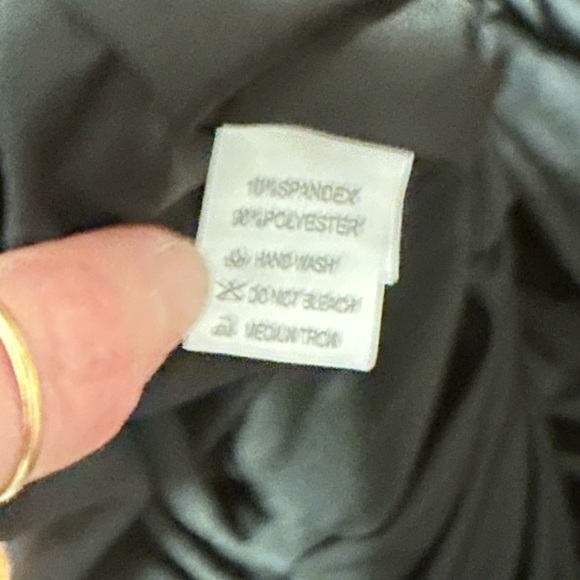 10%SPANDEX
90%POLYESTER
HAND WASH
DO NOT BLEACH
MEDIUM IRON